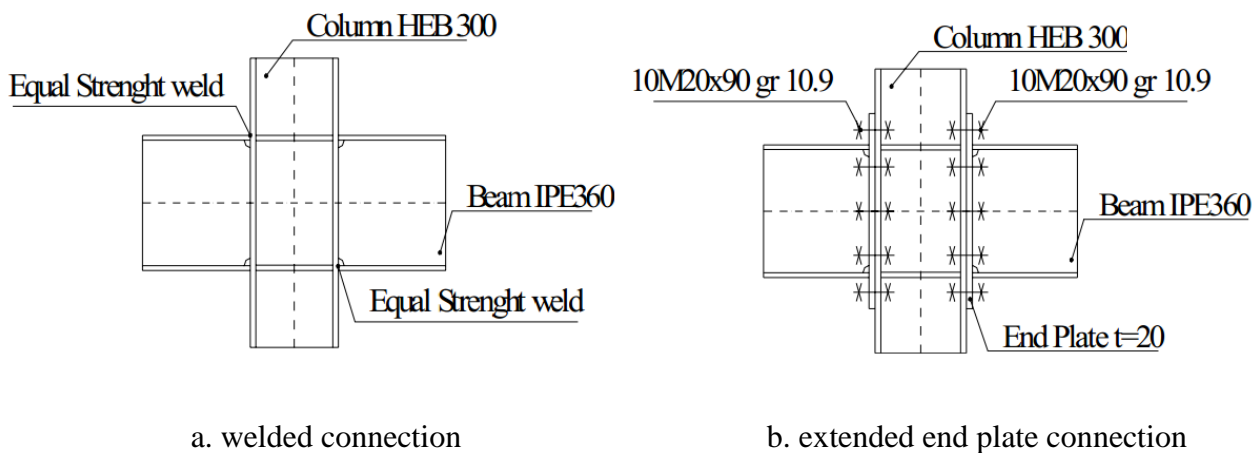 Column HEB 300
Equal Strenght weld
Beam IPE360
Equal Strenght weld
a. welded connection
Column HEB 300
10M20x90 gr 10.9
10M20x90 gr 10.9
Beam IPE360
End Plate t=20
b. extended end plate connection